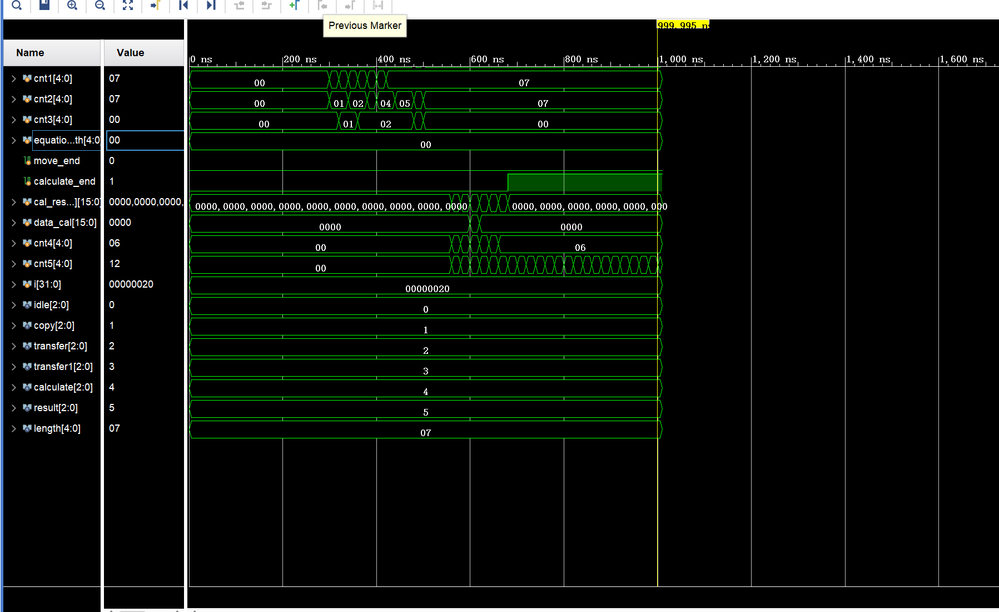 Previous Marker
999.995 ns
Name Value
0 ns 200 ns 400 ns 600 ns 800 ns 1,000 ns 1,200 ns 1,400 ns 1,600 ns
cnt1[4:0] 07 00 07
cnt2[4:0] 07 00 01 02 04 05 07
cnt3[4:0] 00 00 01 02 00
equatio...th[4:0] 00 00
move_end 0
calculate_end 1
cal_res...][15:0] 0000,0000,0000, 0000,0000,0000,0000,0000,0000,0000,0000,0000,0000 0000,0000,0000,0000,0000,000
data_cal[15:0] 0000 0000 0000
cnt4[4:0] 06 00 06
cnt5[4:0] 12 00
i[31:0] 00000020 00000020
idle[2:0] 0 0
copy[2:0] 1 1
transfer[2:0] 2 2
transfer1[2:0] 3 3
calculate[2:0] 4 4
result[2:0] 5 5
length[4:0] 07 07